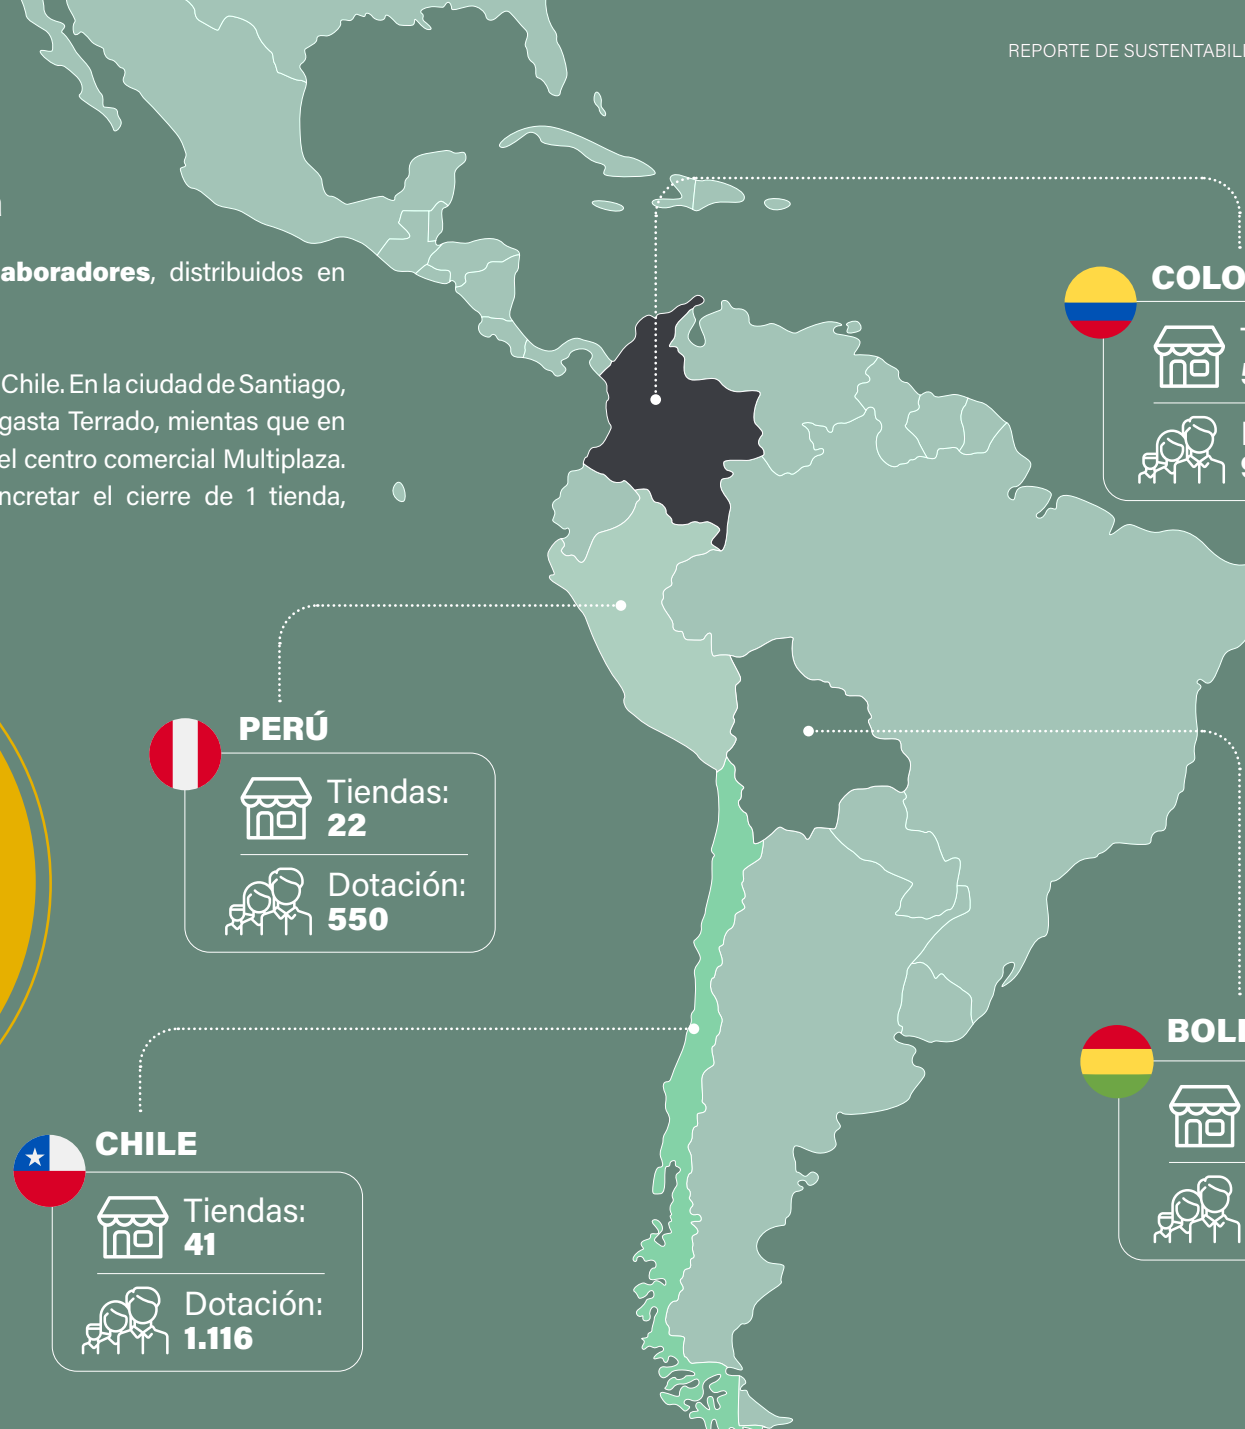 REPORTE DE SUSTENTABILI
aboradores, distribuidos en
Chile. En la ciudad de Santiago,
gasta Terrado, mientas que en
el centro comercial Multiplaza.
ncretar el cierre de 1 tienda,
COLO
PERÚ
Tiendas:
22
Dotación:
550
BOLI
CHILE
Tiendas:
41
Dotación:
1.116